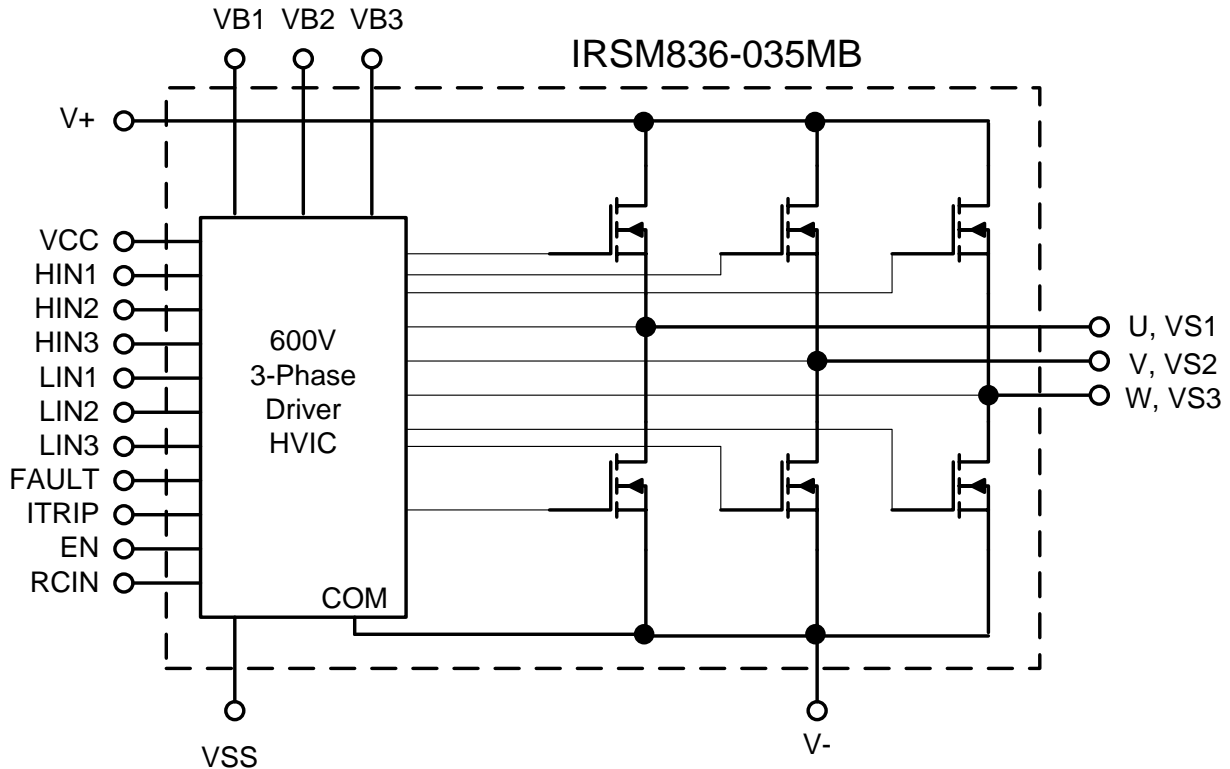 VB1 VB2 VB3
IRSM836-035MB
V+
VCC
HIN1
HIN2
HIN3
LIN1
LIN2
LIN3
FAULT
ITRIP
EN
RCIN
600V
3-Phase
Driver
HVIC
COM
U, VS1
V, VS2
W, VS3
VSS
V-